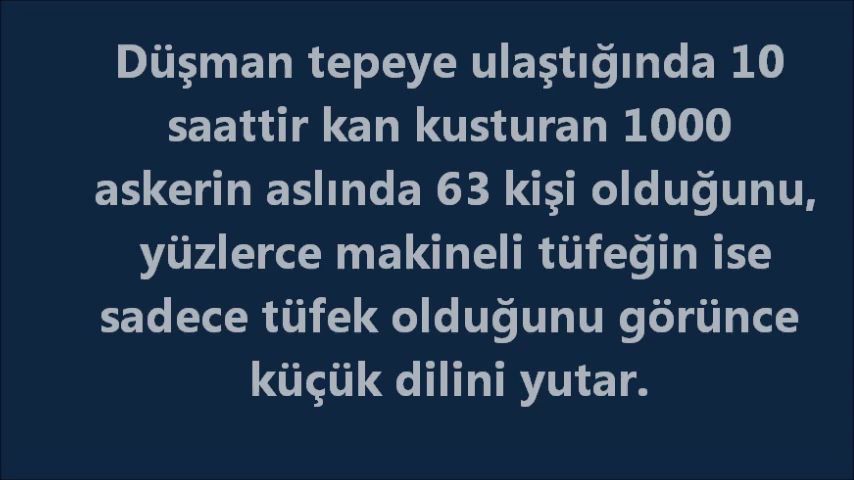 Düşman tepeye ulaştığında 10
saattir kan kusturan 1000
askerin aslında 63 kişi olduğunu,
yüzlerce makineli tüfeğin ise
sadece tüfek olduğunu görünce
küçük dilini yutar.